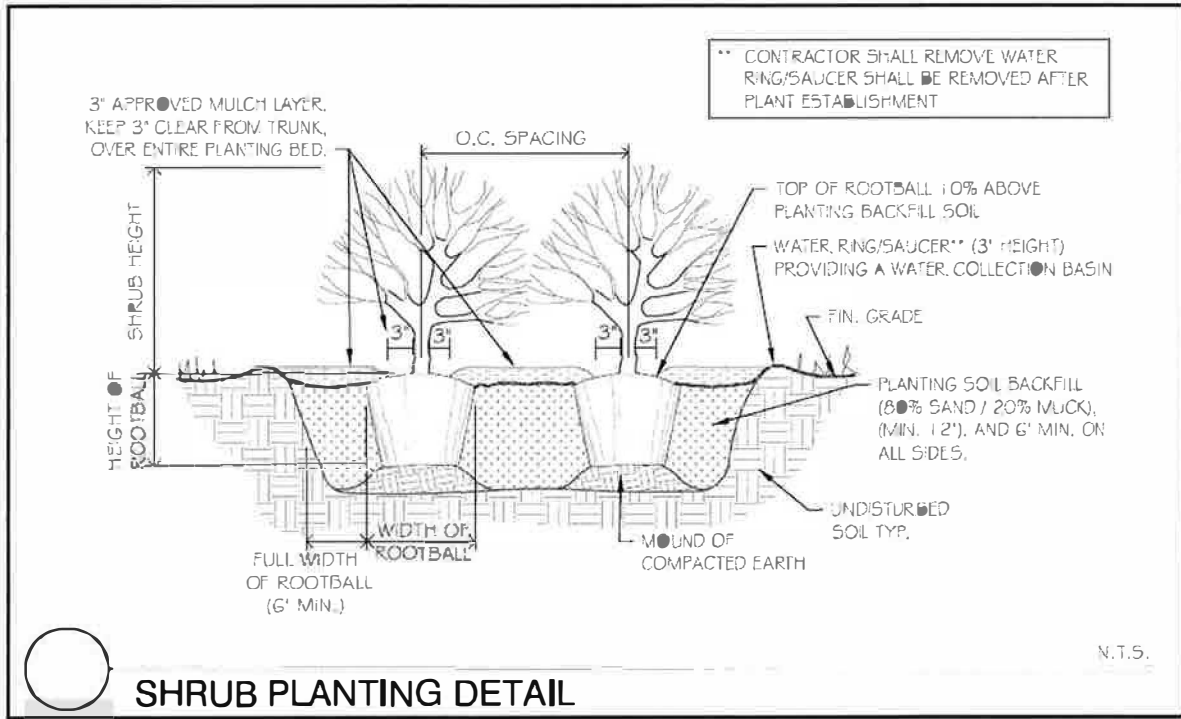 ** CONTRACTOR SHALL REMOVE WATER
RING/SAUCER SHALL BE REMOVED AFTER
PLANT ESTABLISHMENT
3" APPROVED MULCH LAYER.
KEEP 3" CLEAR FROM TRUNK,
OVER ENTIRE PLANTING BED.
O.C. SPACING
TOP OF ROOTBALL 10% ABOVE
PLANTING BACKFILL SOIL
WATER RING/SAUCER** (3' HEIGHT)
PROVIDING A WATER COLLECTION BASIN
FIN. GRADE
SHRUB HEIGHT
3"
3"
3"
3"
HEIGHT OF
ROOTBALL
PLANTING SOIL BACKFILL
(80% SAND / 20% MUCK),
(MIN. 12'), AND 6' MIN. ON
ALL SIDES.
UNDISTURBED
SOIL TYP.
WIDTH OF
ROOTBALL
MOUND OF
COMPACTED EARTH
FULL WIDTH
OF ROOTBALL
(6' MIN.)
N.T.S.
SHRUB PLANTING DETAIL